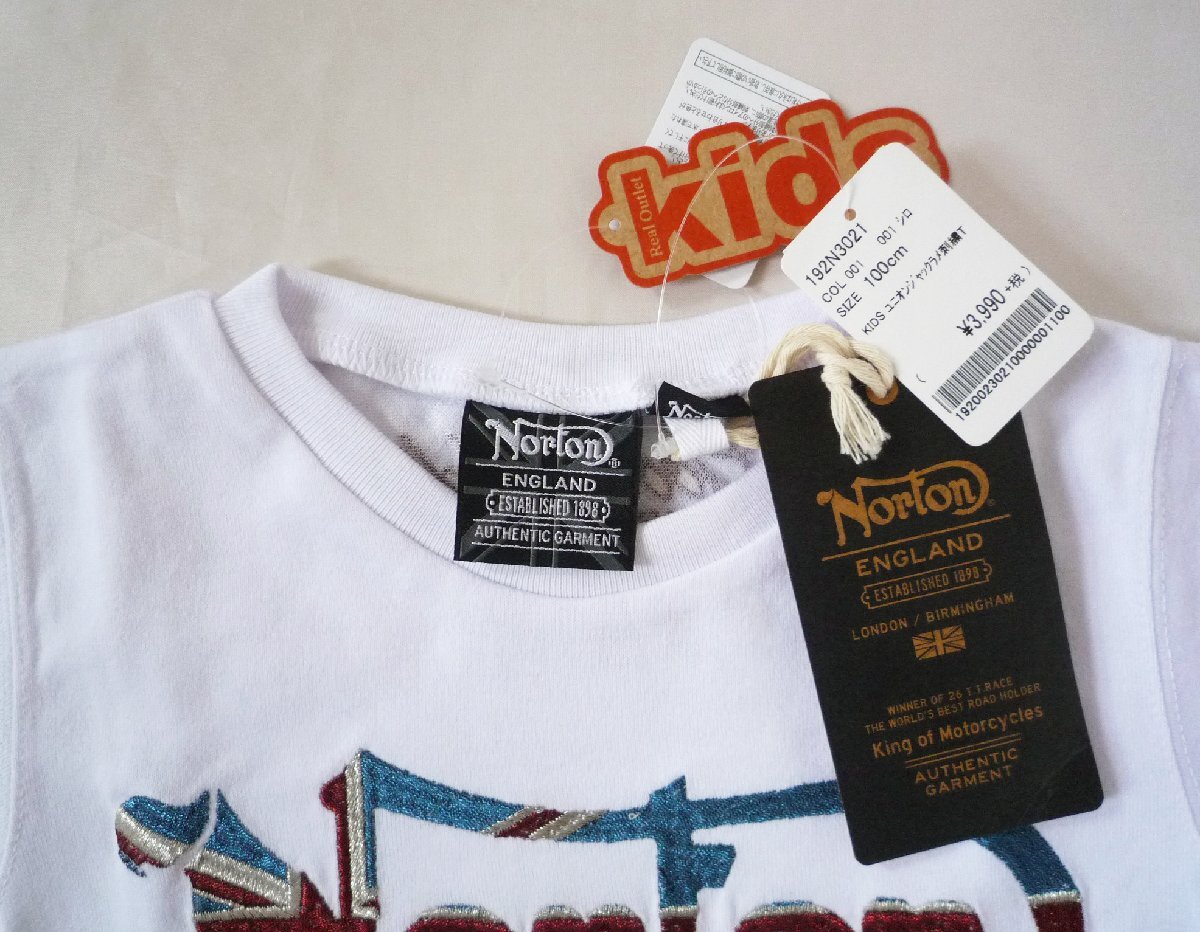 kids
Real Outlet
192N3021
COL 001 001 シロ
SIZE 100cm
KIDS ユニオンジャックラメ刺繍T
¥3,990 +税
( )
1920023021000001100
Norton
ENGLAND
ESTABLISHED 1898
AUTHENTIC GARMENT
Norton
ENGLAND
ESTABLISHED 1898
LONDON / BIRMINGHAM
WINNER OF 26 T.T.RACE
THE WORLD'S BEST ROAD HOLDER
King of Motorcycles
AUTHENTIC
GARMENT
Norton